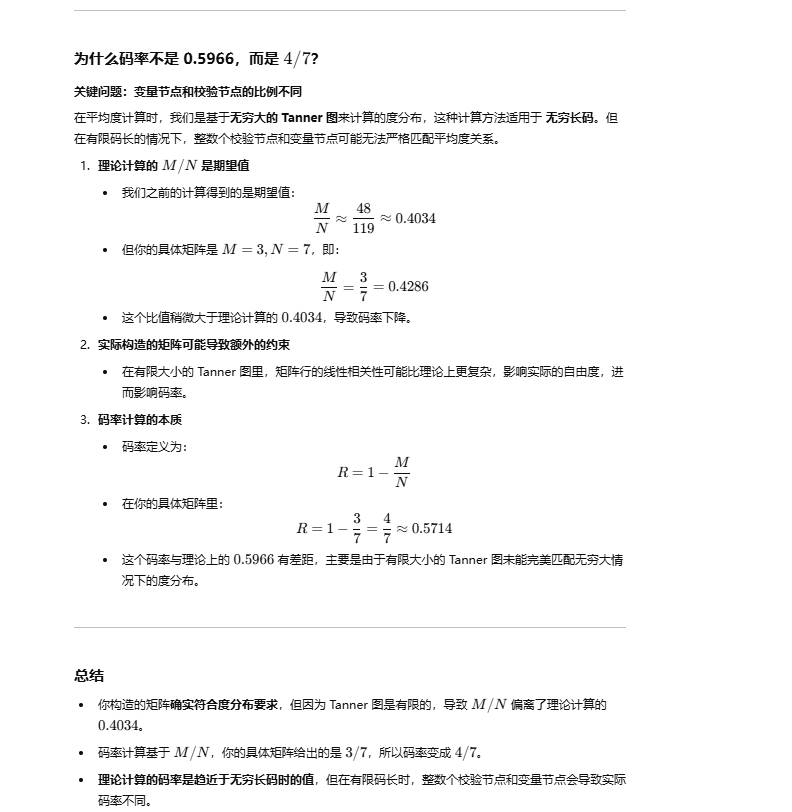 为什么码率不是 0.5966，而是 4/7?
关键问题：变量节点和校验节点的比例不同
在平均度计算时，我们是基于无穷大的 Tanner 图来计算的度分布，这种计算方法适用于 无穷长码。但
在有限码长的情况下，整数个校验节点和变量节点可能无法严格匹配平均度关系。
1. 理论计算的 M/N 是期望值
• 我们之前的计算得到的是期望值：
M/N ≈ 48/119 ≈ 0.4034
• 但你的具体矩阵是 M = 3, N = 7，即：
M/N = 3/7 = 0.4286
• 这个比值稍微大于理论计算的 0.4034，导致码率下降。
2. 实际构造的矩阵可能导致额外的约束
• 在有限大小的 Tanner 图里，矩阵行的线性相关性可能比理论上更复杂，影响实际的自由度，进
而影响码率。
3. 码率计算的本质
• 码率定义为：
R = 1 − M/N
• 在你的具体矩阵里：
R = 1 − 3/7 = 4/7 ≈ 0.5714
• 这个码率与理论上的 0.5966 有差距，主要是由于有限大小的 Tanner 图未能完美匹配无穷大情
况下的度分布。
总结
• 你构造的矩阵确实符合度分布要求，但因为 Tanner 图是有限的，导致 M/N 偏离了理论计算的
0.4034。
• 码率计算基于 M/N，你的具体矩阵给出的是 3/7，所以码率变成 4/7。
• 理论计算的码率是趋近于无穷长码时的值，但在有限码长时，整数个校验节点和变量节点会导致实际
码率不同。